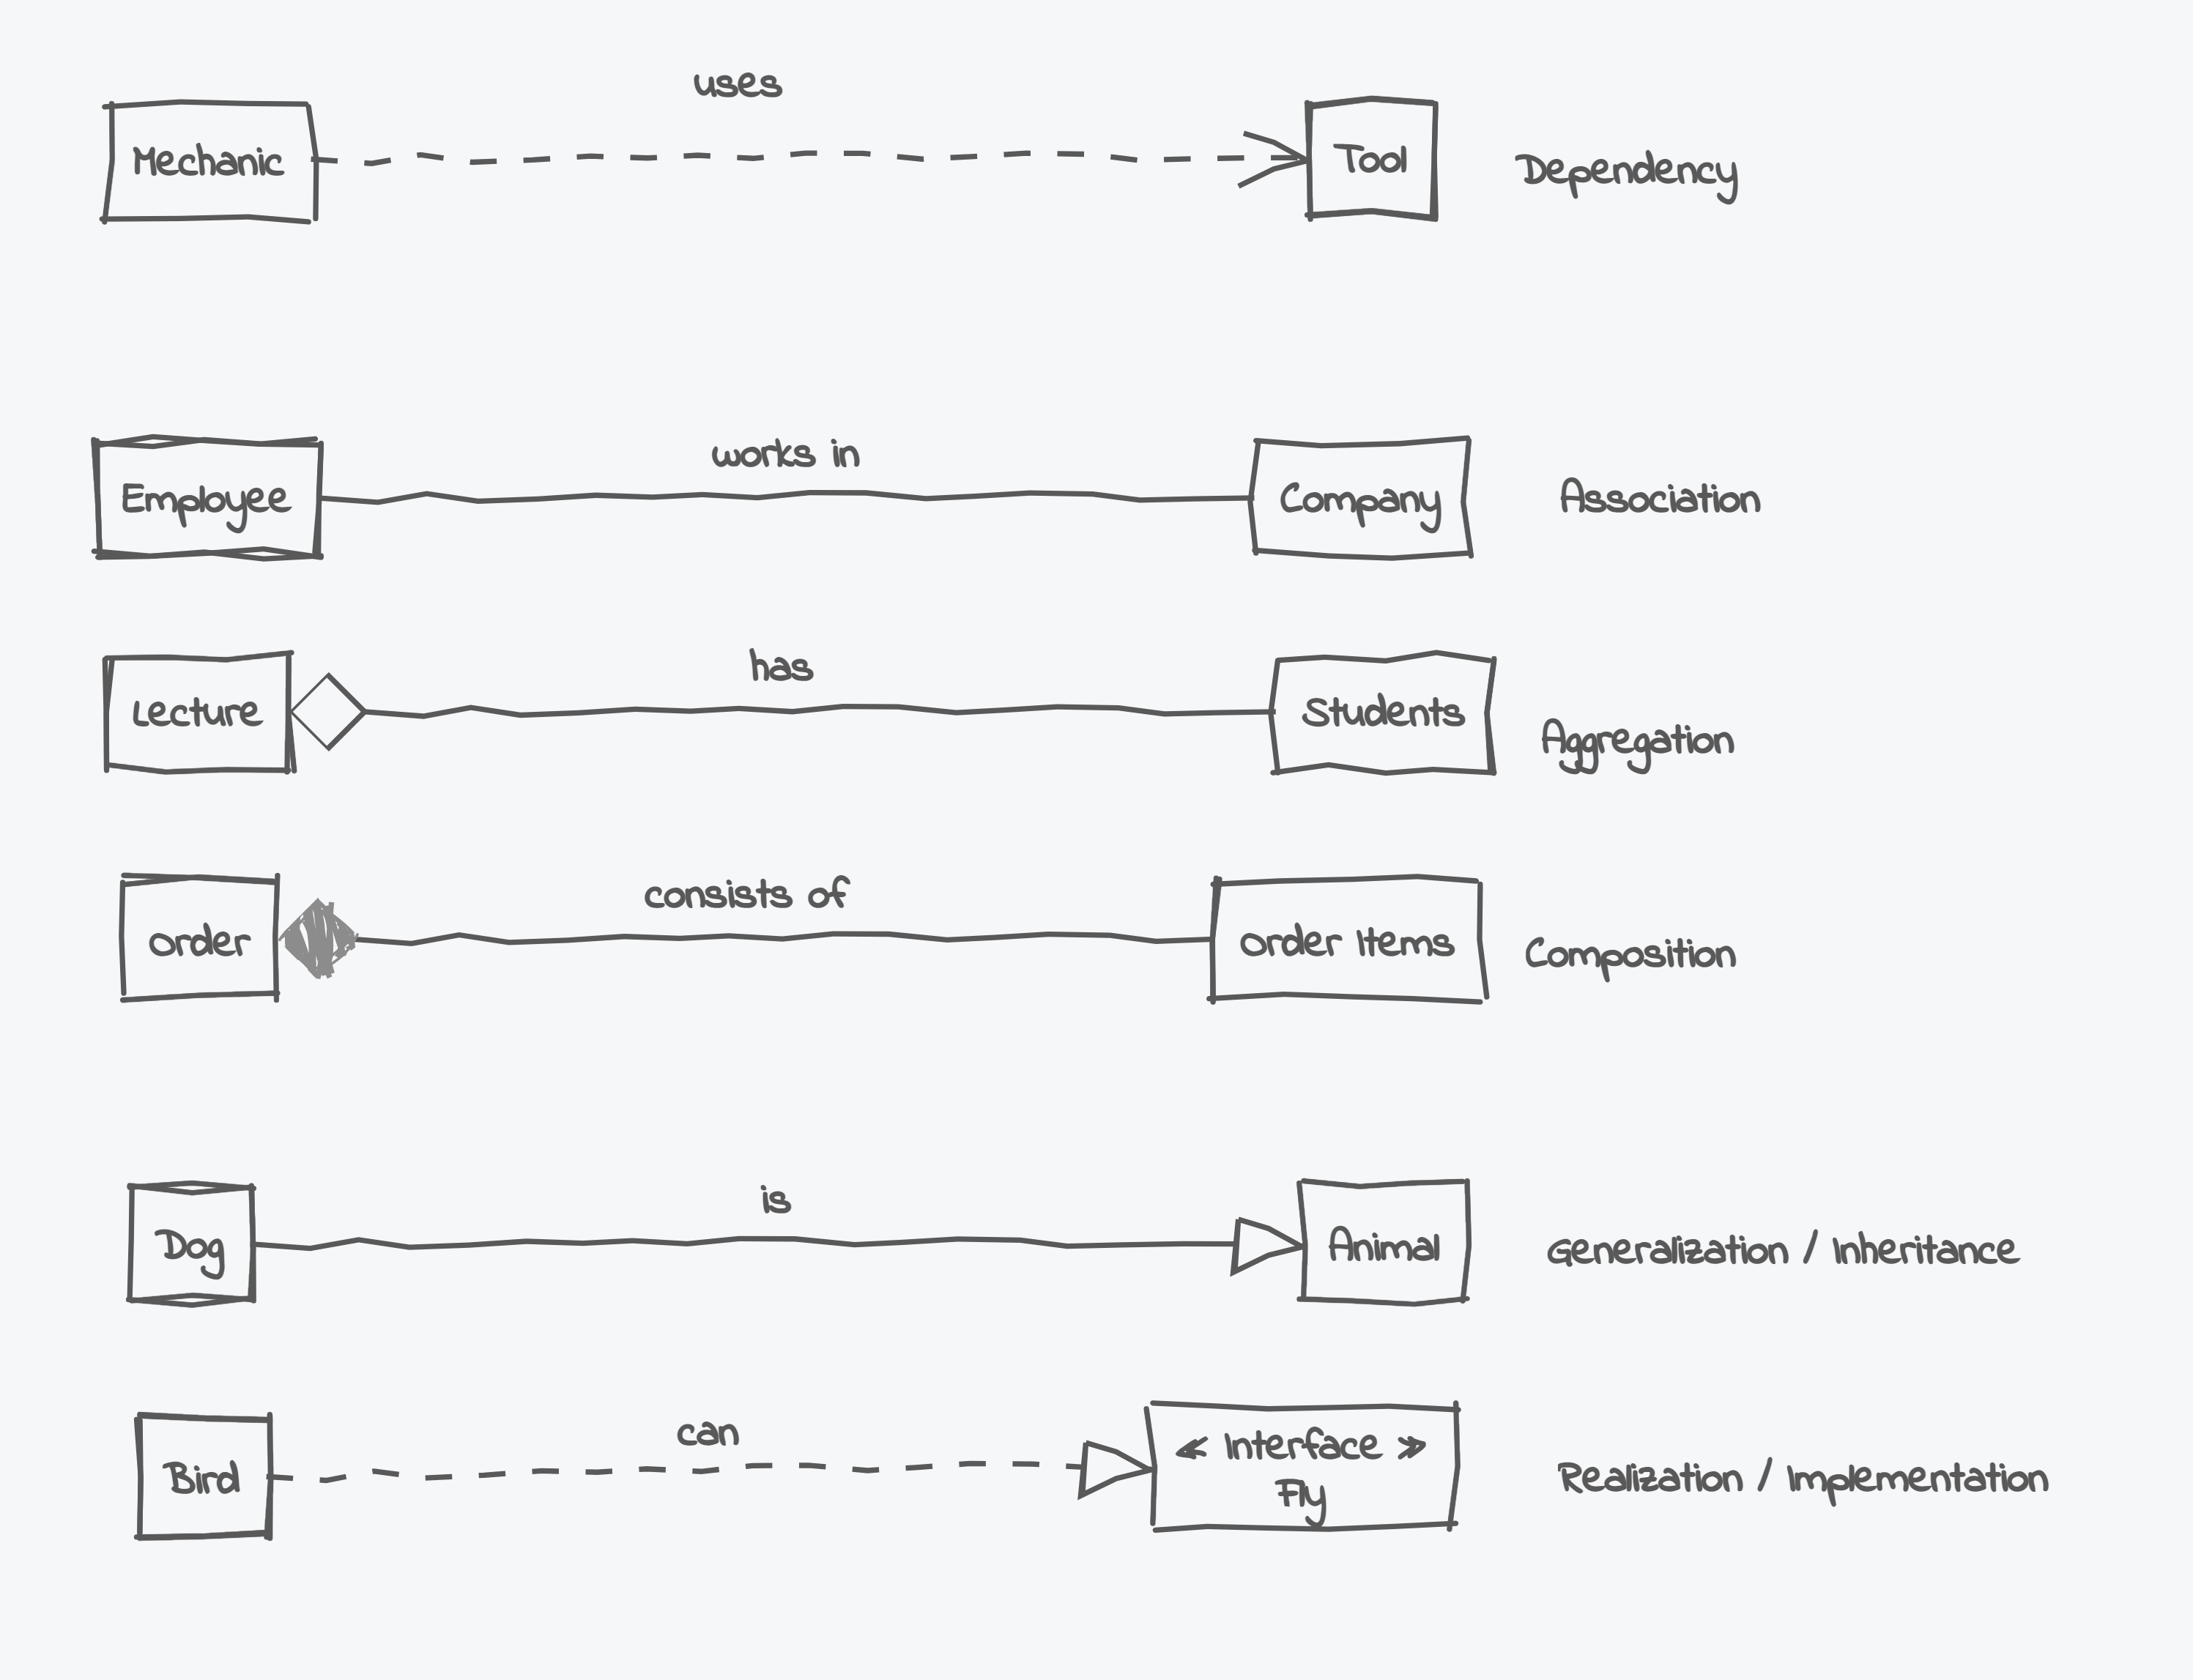 uses
Mechanic
Tool
Dependency
works in
Employee
Company
Association
has
Lecture
Students
Aggregation
consists of
Order
Order Items
Composition
is
Dog
Animal
Generalization / Inheritance
can
Bird
<< Interface >>
Fly
Realization / Implementation